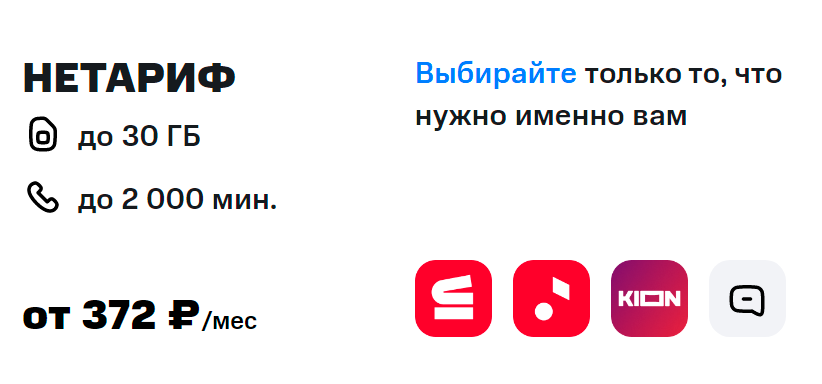 НЕТАРИФ
до 30 ГБ
до 2 000 мин.
от 372 ₽/мес
Выбирайте только то, что
нужно именно вам
KION